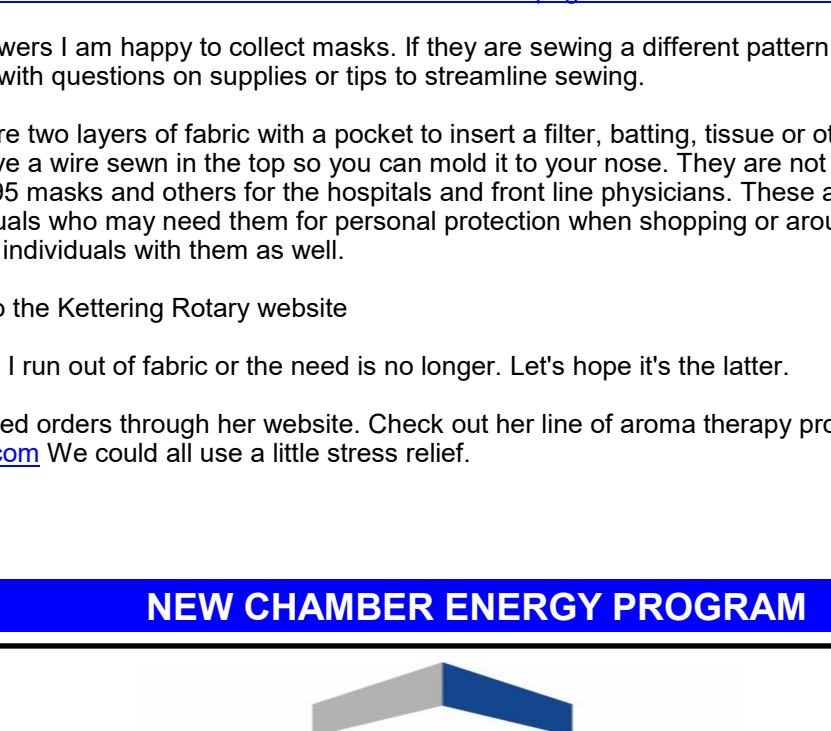 wers I am happy to collect masks. If they are sewing a different pattern
with questions on supplies or tips to streamline sewing.
re two layers of fabric with a pocket to insert a filter, batting, tissue or ot
ve a wire sewn in the top so you can mold it to your nose. They are not
95 masks and others for the hospitals and front line physicians. These a
uals who may need them for personal protection when shopping or arou
individuals with them as well.
o the Kettering Rotary website
I run out of fabric or the need is no longer. Let's hope it's the latter.
ed orders through her website. Check out her line of aroma therapy pro
com We could all use a little stress relief.
NEW CHAMBER ENERGY PROGRAM